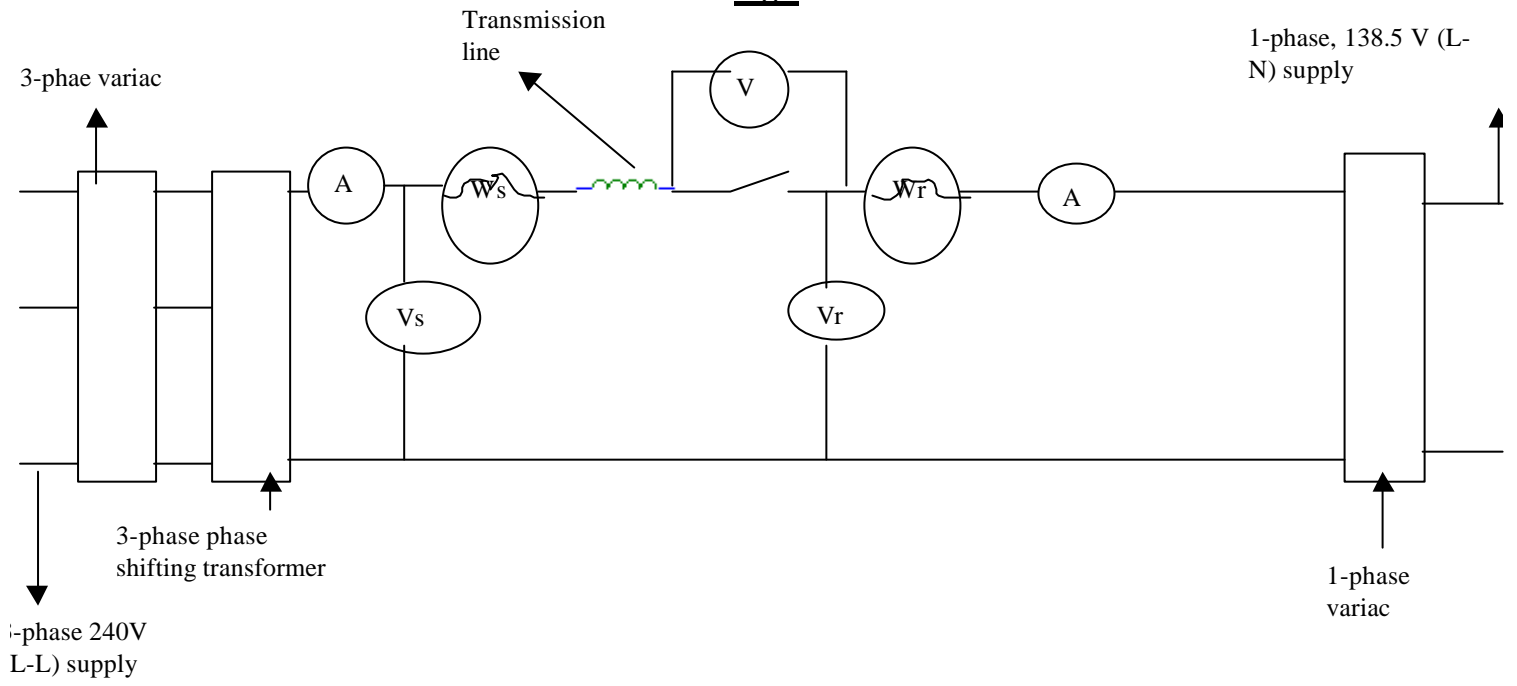 Transmission
line
1-phase, 138.5 V (L-
N) supply
3-phae variac
V
A
Ws
Wr
A
Vs
Vr
3-phase phase
shifting transformer
1-phase
variac
-phase 240V
L-L) supply